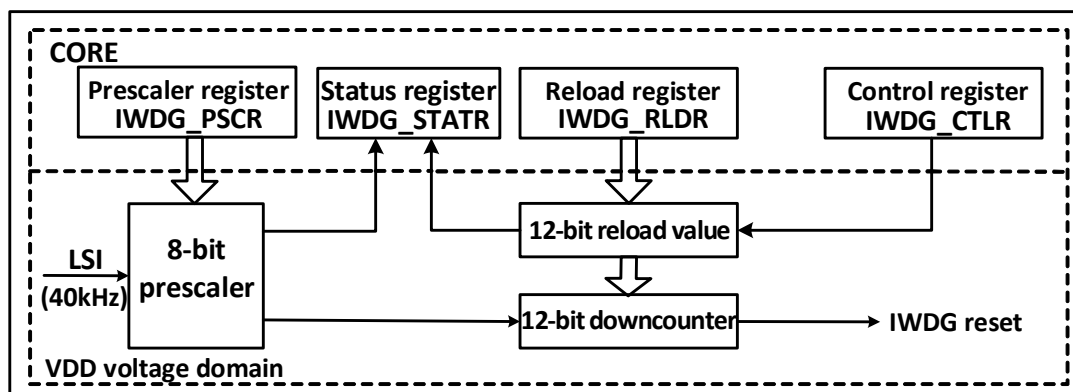 CORE
Prescaler register
IWDG_PSCR
Status register
IWDG_STATR
Reload register
IWDG_RLDR
Control register
IWDG_CTLR
LSI
(40kHz)
8-bit
prescaler
12-bit reload value
12-bit downcounter
IWDG reset
VDD voltage domain